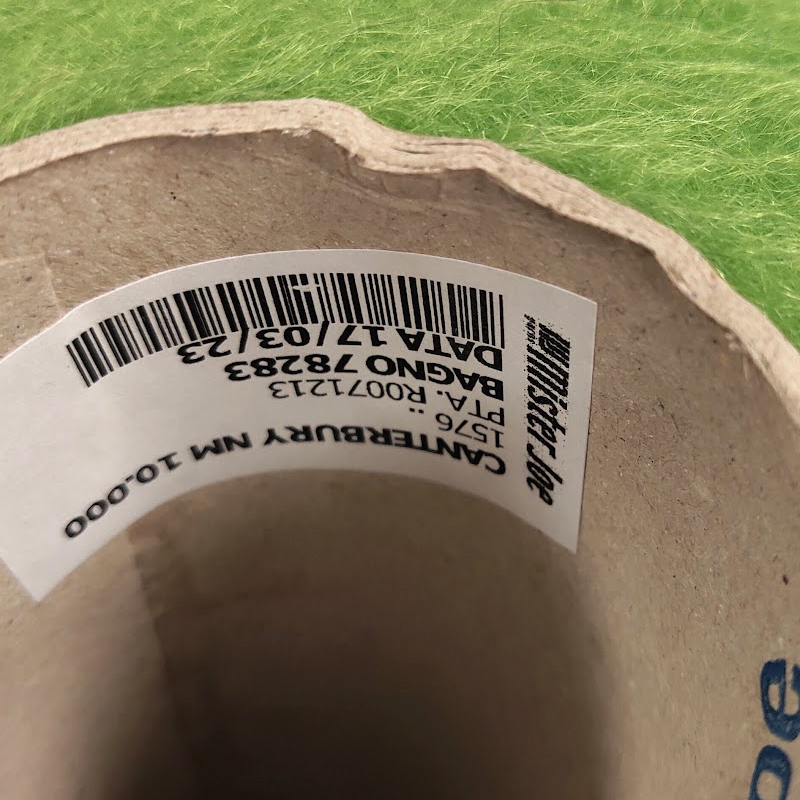 mister Joe
CANTERBURY NM 10.000
1576 ..
PTA. R0071213
BAGNO 78283
DATA 17/03/23